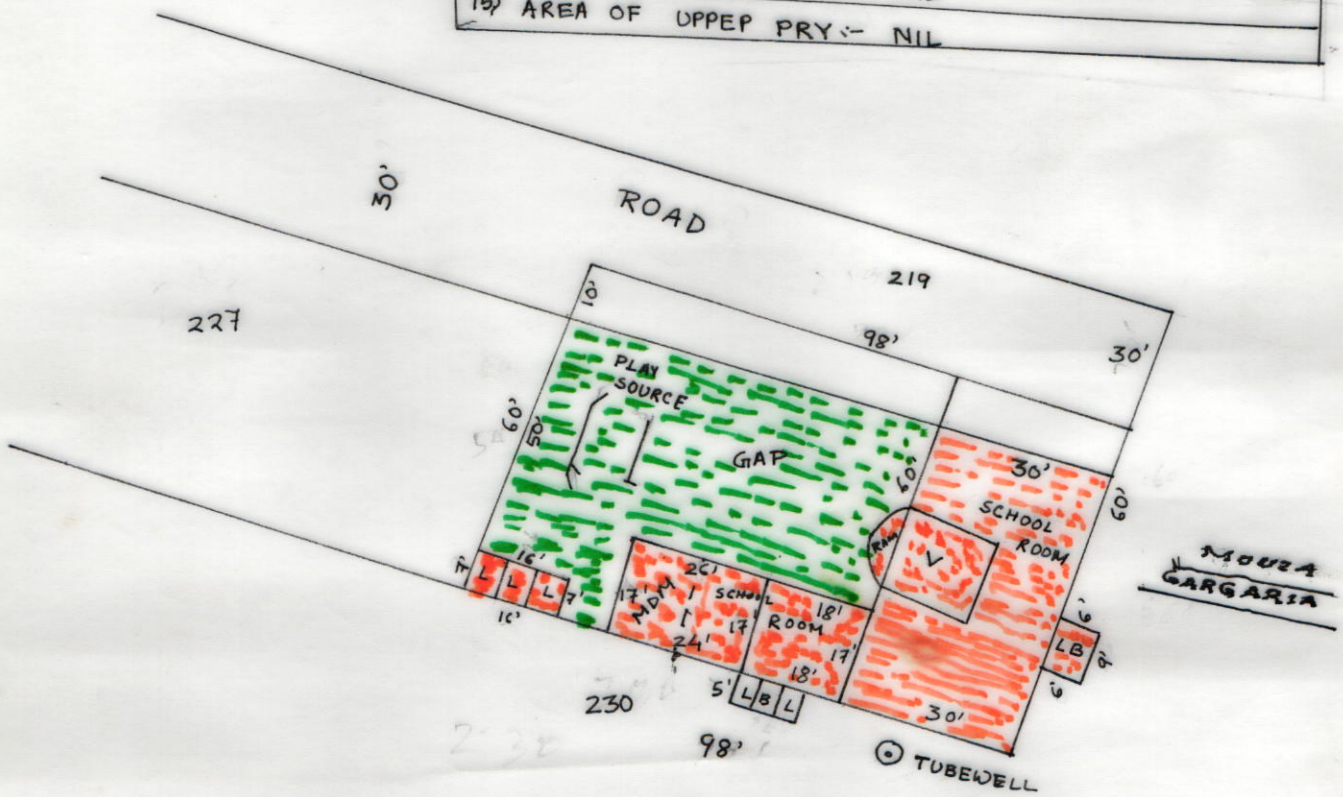 15) AREA OF UPPEP PRY :- NIL
30'
ROAD
219
227
10'
98'
30'
PLAY
SOURCE
60'
50'
GAP
60'
30'
SCHOOL
ROOM
60'
RAM
V
MOUZA
GARGARIA
16'
L L L
7'
16'
17'
MDM
26'
24'
SCHOOL
ROOM
17'
18'
17'
18'
6'
LB
9'
6'
30'
5'
L B L
230
98'
TUBEWELL